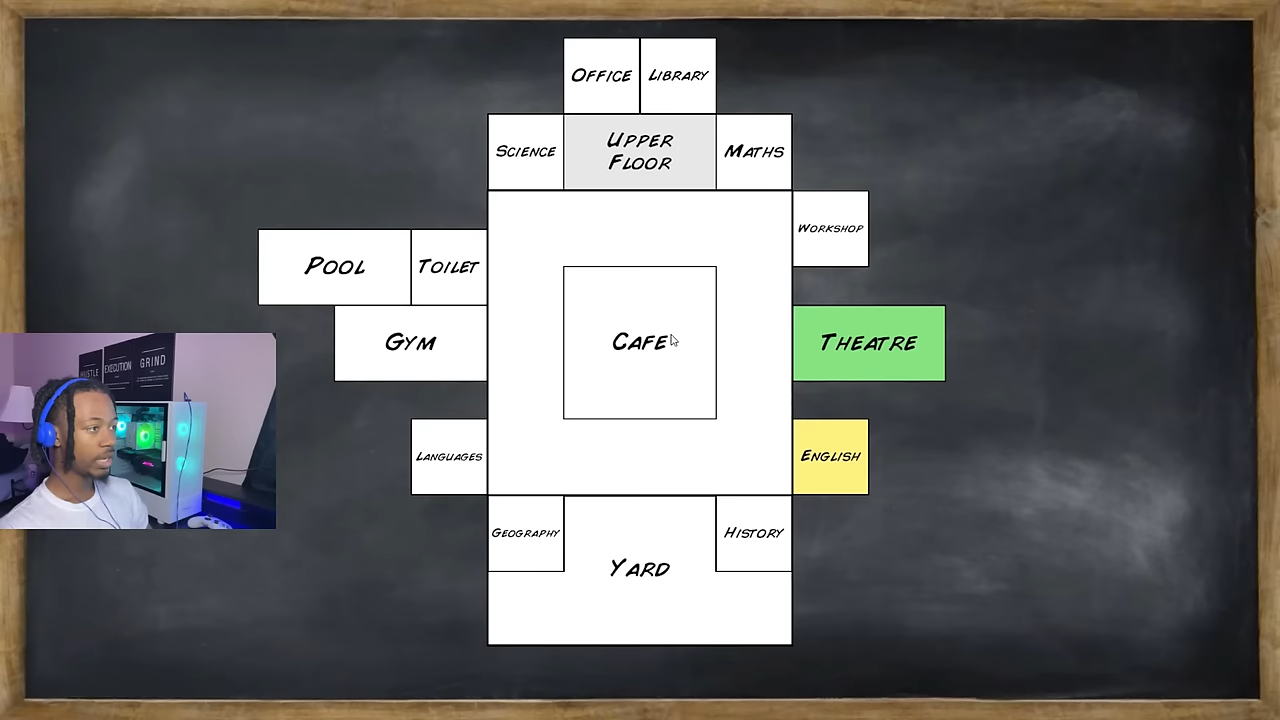 OFFICE
LIBRARY
SCIENCE
UPPER
FLOOR
MATHS
WORKSHOP
POOL
TOILET
GYM
CAFE
THEATRE
LANGUAGES
ENGLISH
GEOGRAPHY
HISTORY
YARD
EXECUTION
GRIND